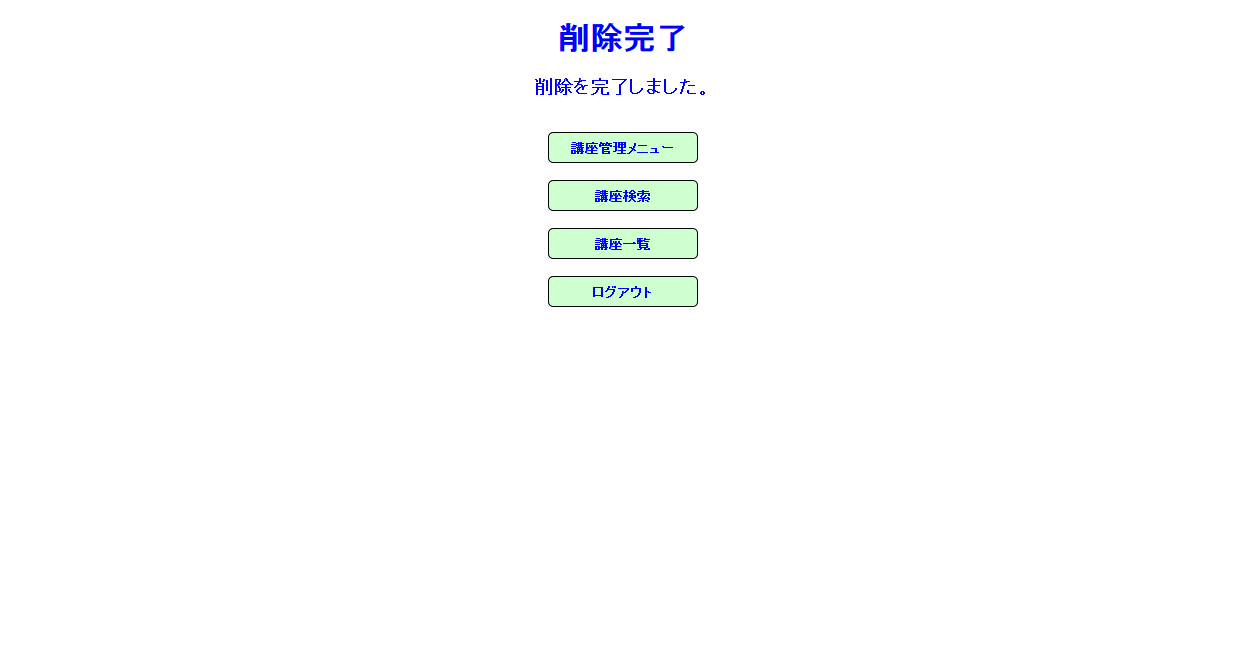 削除完了
削除を完了しました。
講座管理メニュー
講座検索
講座一覧
ログアウト